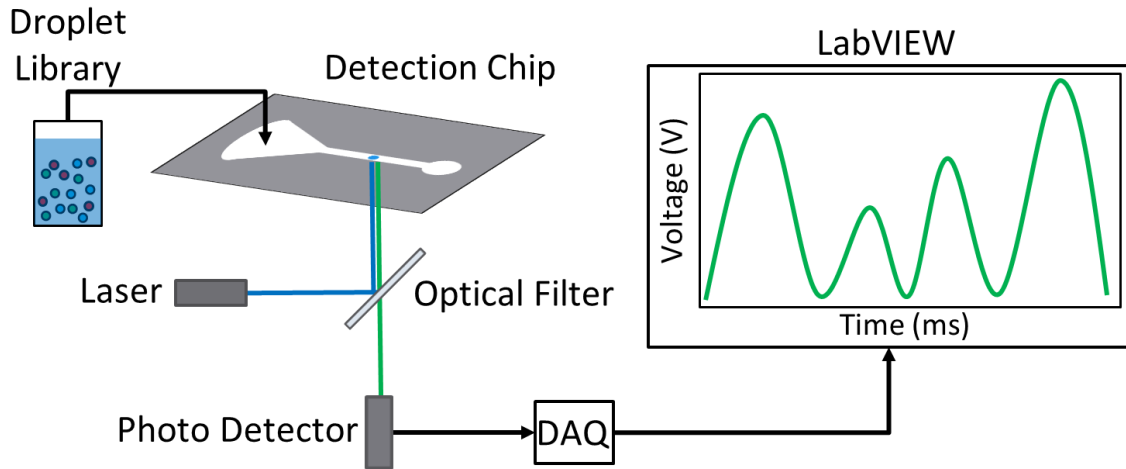 Droplet
Library
Detection Chip
LabVIEW
Voltage (V)
Time (ms)
Laser
Optical Filter
Photo Detector
DAQ